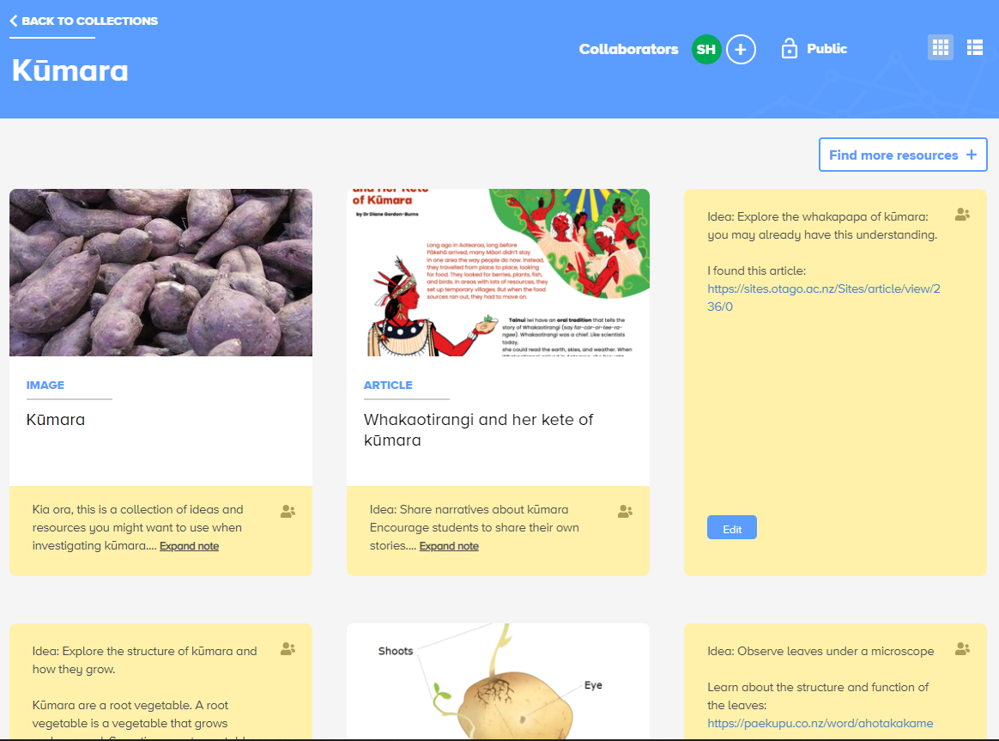 BACK TO COLLECTIONS
Kūmara
Collaborators SH + Public
Find more resources +
IMAGE
Kūmara
Kia ora, this is a collection of ideas and
resources you might want to use when
investigating kūmara.... Expand note
and Her Kete
of Kūmara
by Dr Diane Gordon-Burns
Long ago in Aotearoa, long before
Pākehā arrived, many Māori didn't stay
in one area the way people do now. Instead,
they travelled from place to place, looking
for food. They looked for berries, plants, fish,
and birds. In areas with lots of resources, they
set up temporary villages. But when the food
sources ran out, they had to move on.
Tainui iwi have an oral tradition that tells the
story of Whakaotirangi (say far-car-or-tee-ra-
ngee). Whakaotirangi was a chief. Like scientists
today,
she could read the earth, skies, and weather. When
ARTICLE
Whakaotirangi and her kete of
kūmara
Idea: Share narratives about kūmara
Encourage students to share their own
stories.... Expand note
Idea: Explore the whakapapa of kūmara:
you may already have this understanding.
I found this article:
https://sites.otago.ac.nz/Sites/article/view/2
36/0
Edit
Idea: Explore the structure of kūmara and
how they grow.
Kūmara are a root vegetable. A root
vegetable is a vegetable that grows
Shoots
Eye
Idea: Observe leaves under a microscope
Learn about the structure and function of
the leaves:
https://paekupu.co.nz/word/ahotakakame